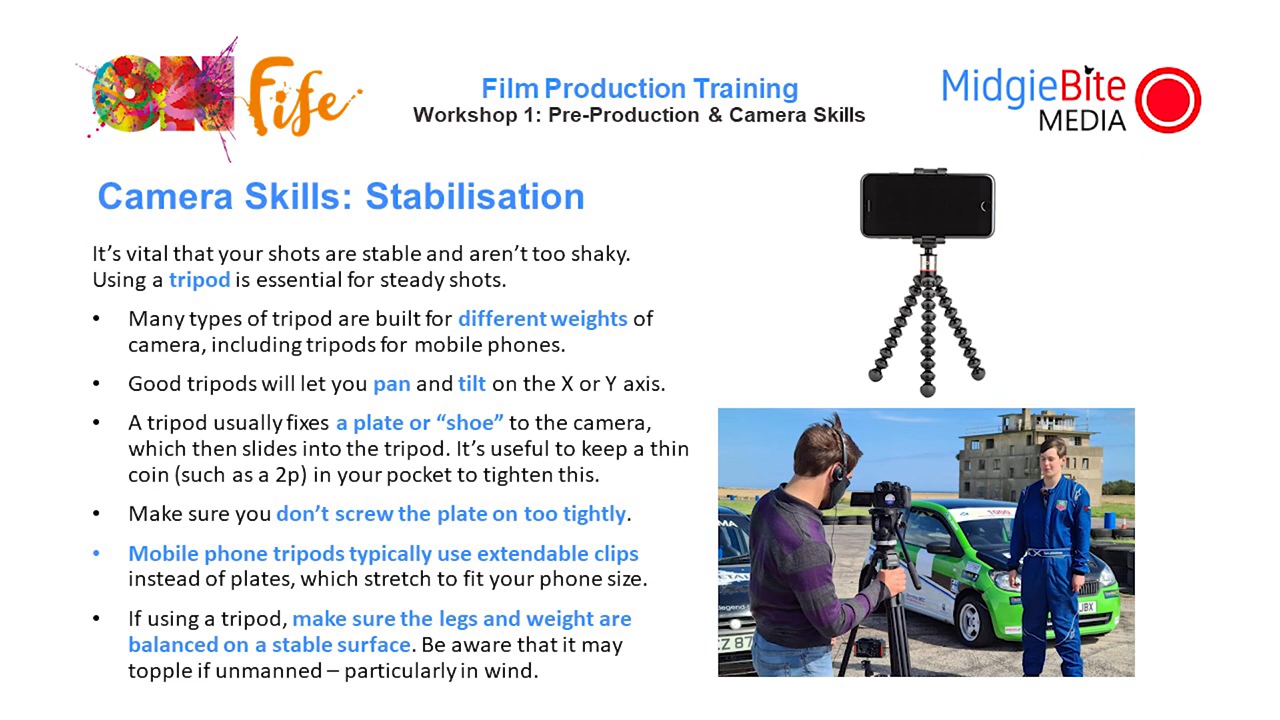 ON Fife
Film Production Training
Workshop 1: Pre-Production & Camera Skills
MidgieBite
MEDIA
Camera Skills: Stabilisation
It’s vital that your shots are stable and aren’t too shaky.
Using a tripod is essential for steady shots.
• Many types of tripod are built for different weights of
camera, including tripods for mobile phones.
• Good tripods will let you pan and tilt on the X or Y axis.
• A tripod usually fixes a plate or “shoe” to the camera,
which then slides into the tripod. It’s useful to keep a thin
coin (such as a 2p) in your pocket to tighten this.
• Make sure you don’t screw the plate on too tightly.
• Mobile phone tripods typically use extendable clips
instead of plates, which stretch to fit your phone size.
• If using a tripod, make sure the legs and weight are
balanced on a stable surface. Be aware that it may
topple if unmanned – particularly in wind.